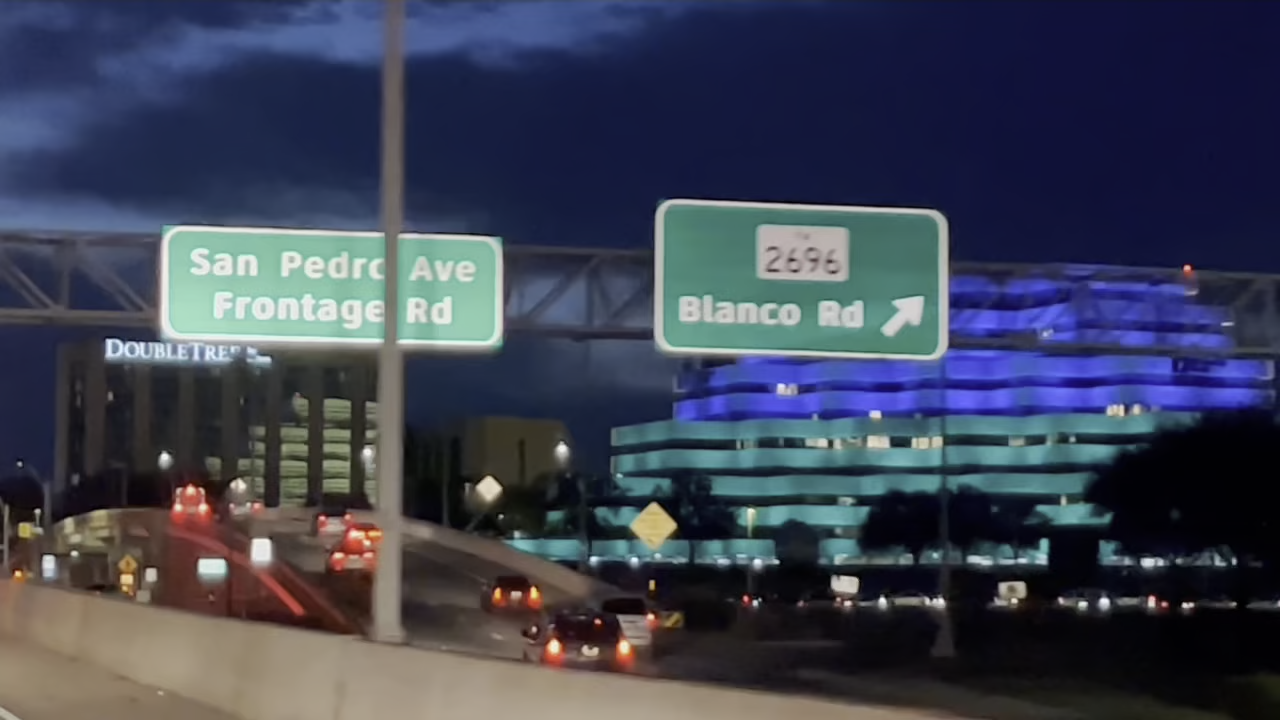 San Pedro Ave
Frontage Rd
2696
Blanco Rd
DOUBLETREE